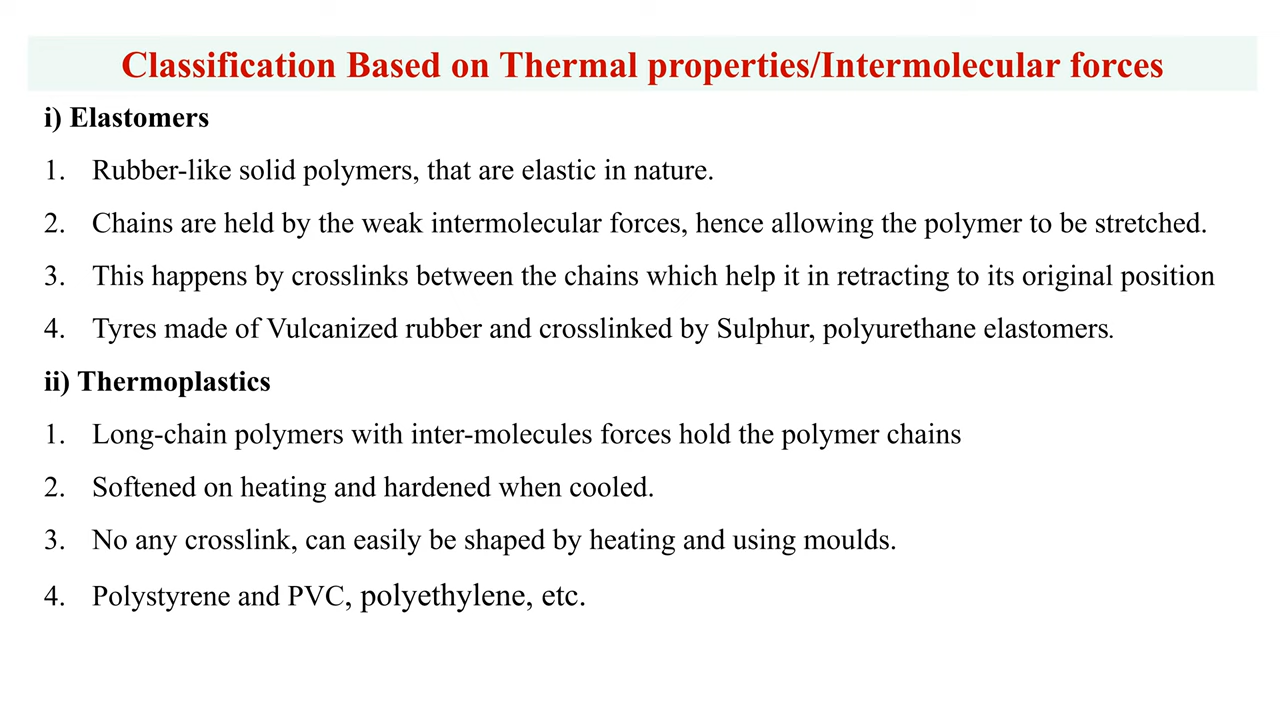 Classification Based on Thermal properties/Intermolecular forces
i) Elastomers
1. Rubber-like solid polymers, that are elastic in nature.
2. Chains are held by the weak intermolecular forces, hence allowing the polymer to be stretched.
3. This happens by crosslinks between the chains which help it in retracting to its original position
4. Tyres made of Vulcanized rubber and crosslinked by Sulphur, polyurethane elastomers.
ii) Thermoplastics
1. Long-chain polymers with inter-molecules forces hold the polymer chains
2. Softened on heating and hardened when cooled.
3. No any crosslink, can easily be shaped by heating and using moulds.
4. Polystyrene and PVC, polyethylene, etc.